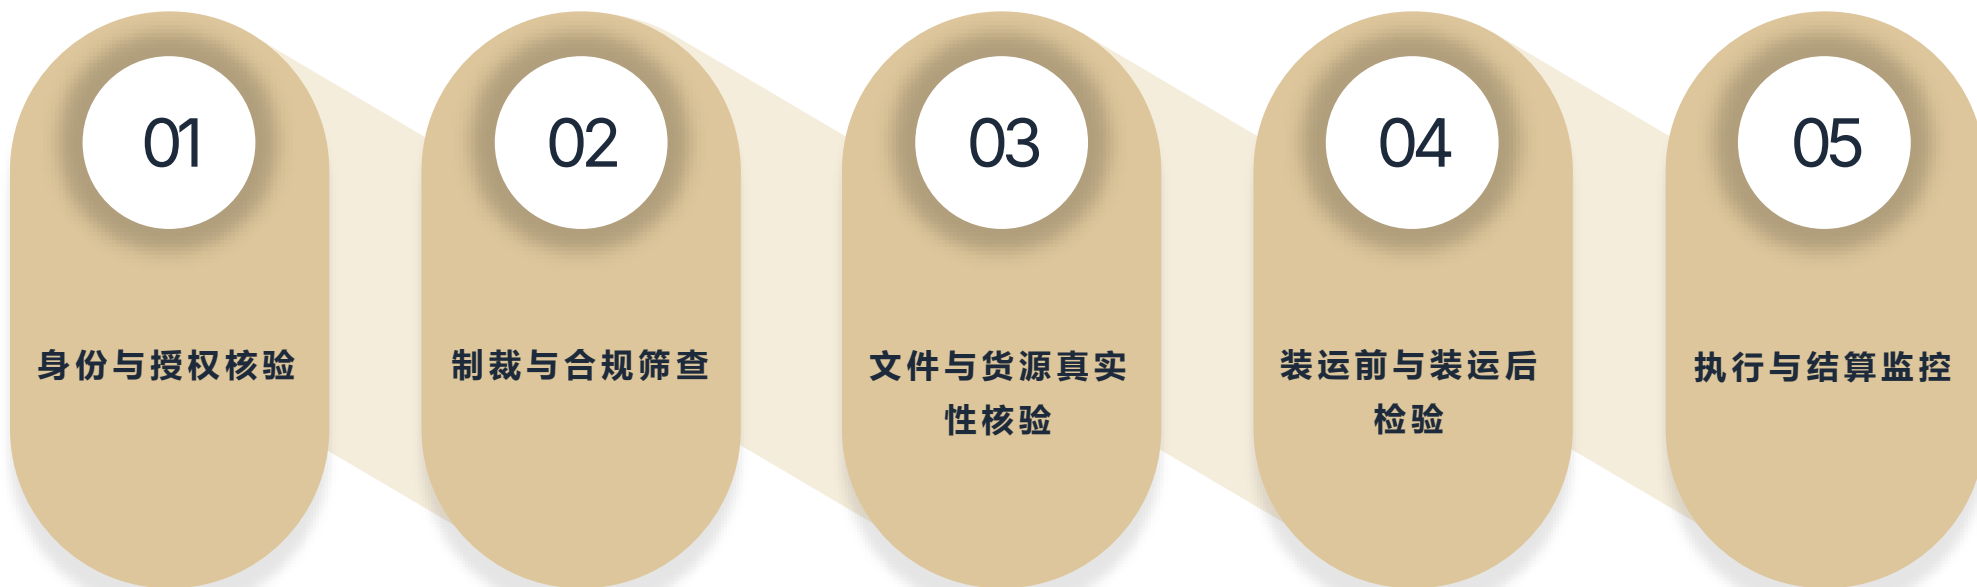 01
身份与授权核验
02
制裁与合规筛查
03
文件与货源真实
性核验
04
装运前与装运后
检验
05
执行与结算监控